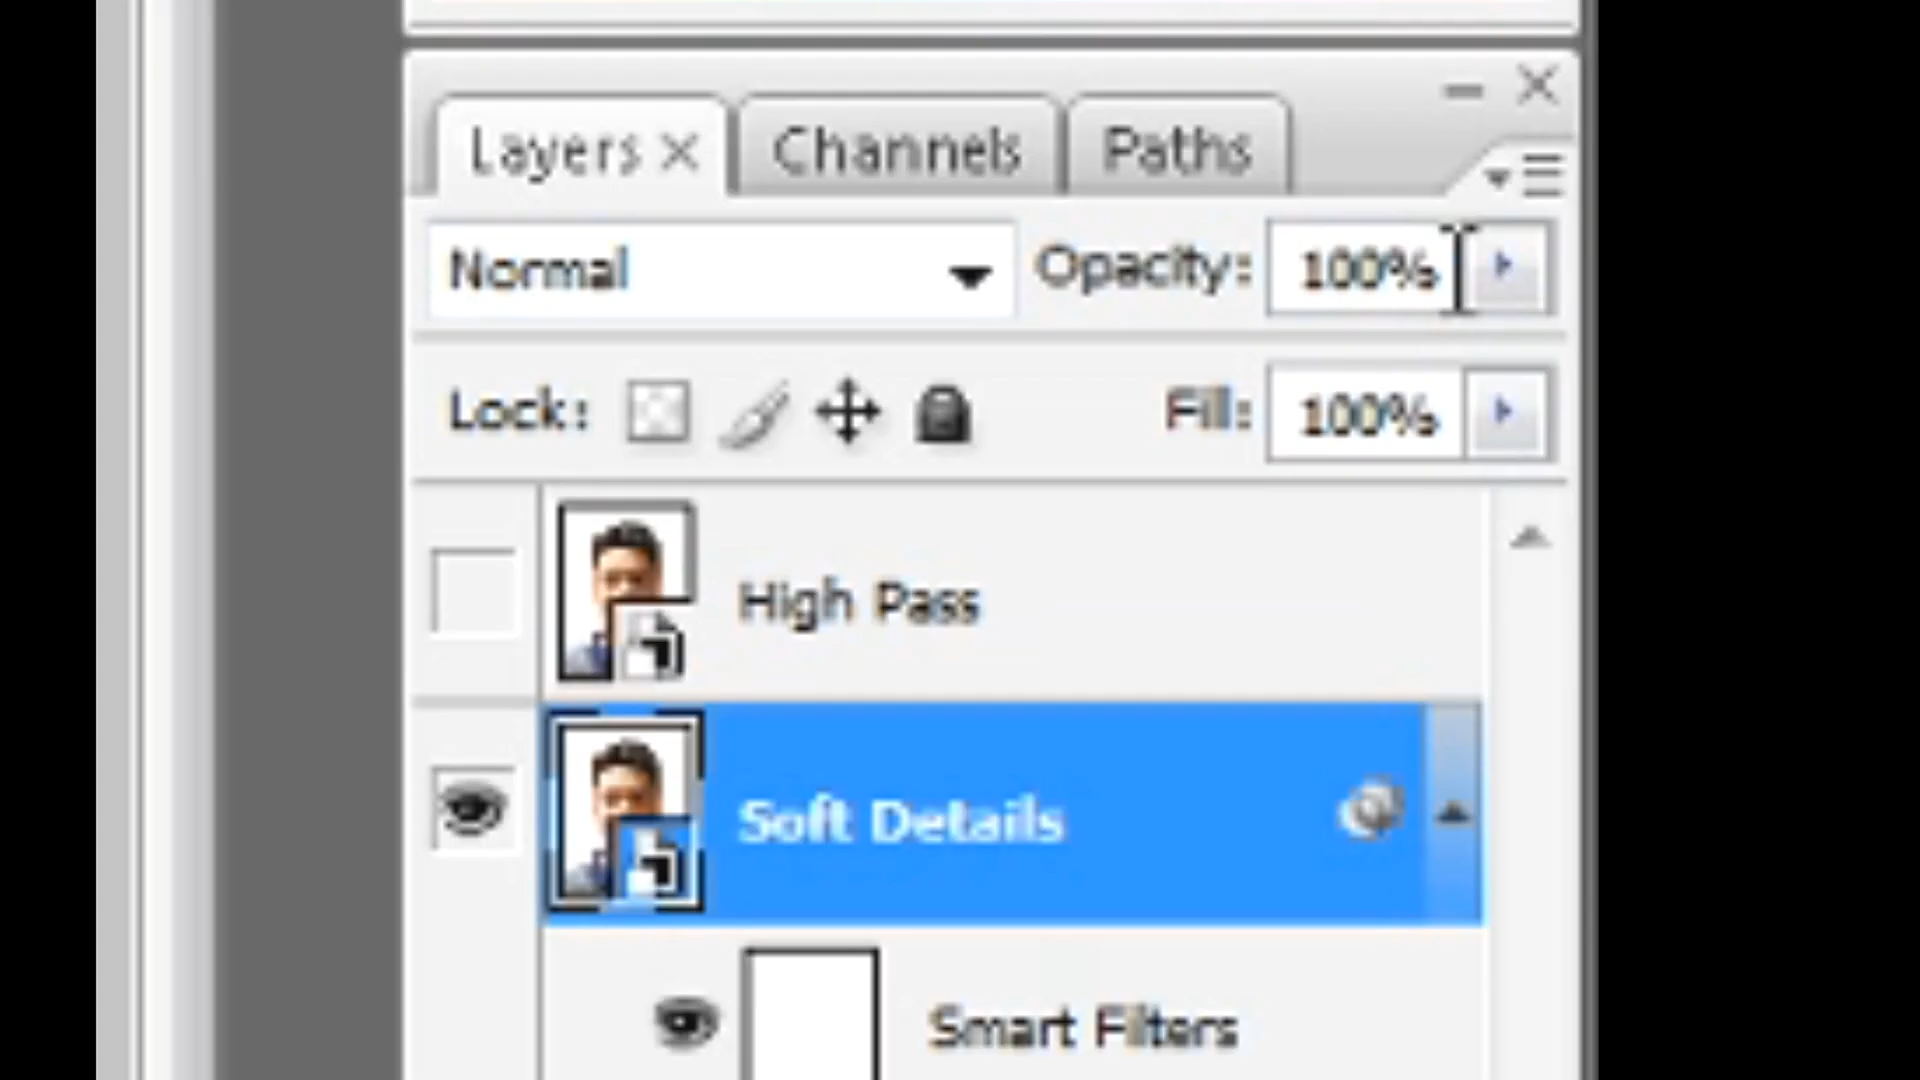 Layers Channels Paths
Normal Opacity: 100%
Lock: Fill: 100%
High Pass
Soft Details
Smart Filters